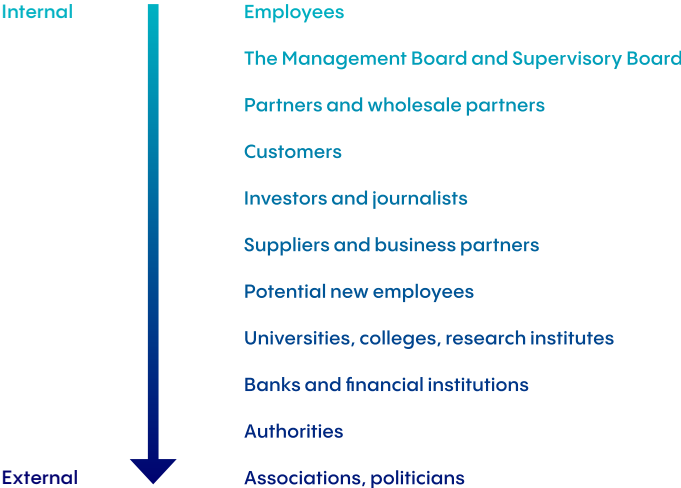 Internal
Employees
The Management Board and Supervisory Board
Partners and wholesale partners
Customers
Investors and journalists
Suppliers and business partners
Potential new employees
Universities, colleges, research institutes
Banks and financial institutions
Authorities
External
Associations, politicians